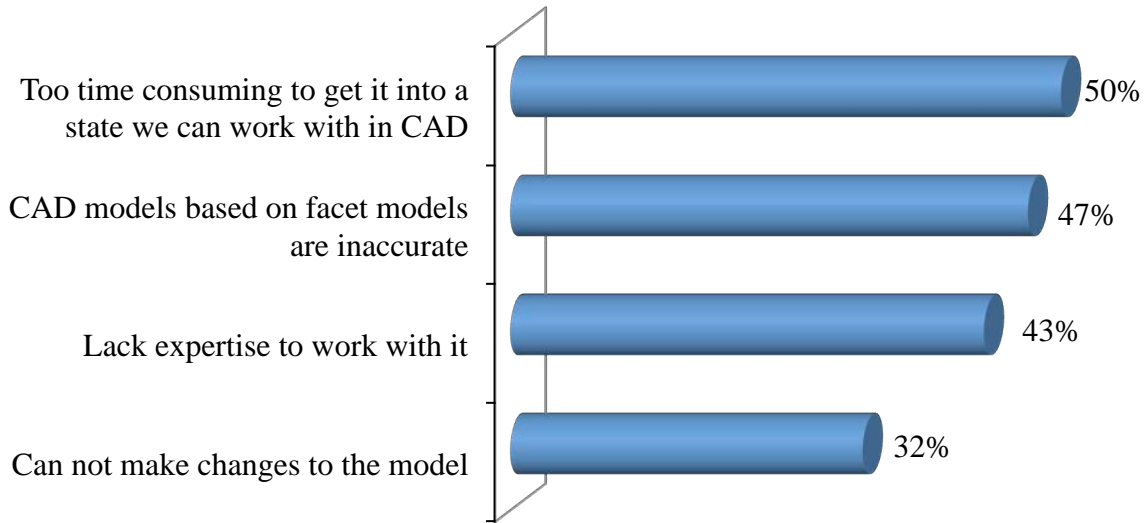 Too time consuming to get it into a
state we can work with in CAD
50%
CAD models based on facet models
are inaccurate
47%
Lack expertise to work with it
43%
Can not make changes to the model
32%